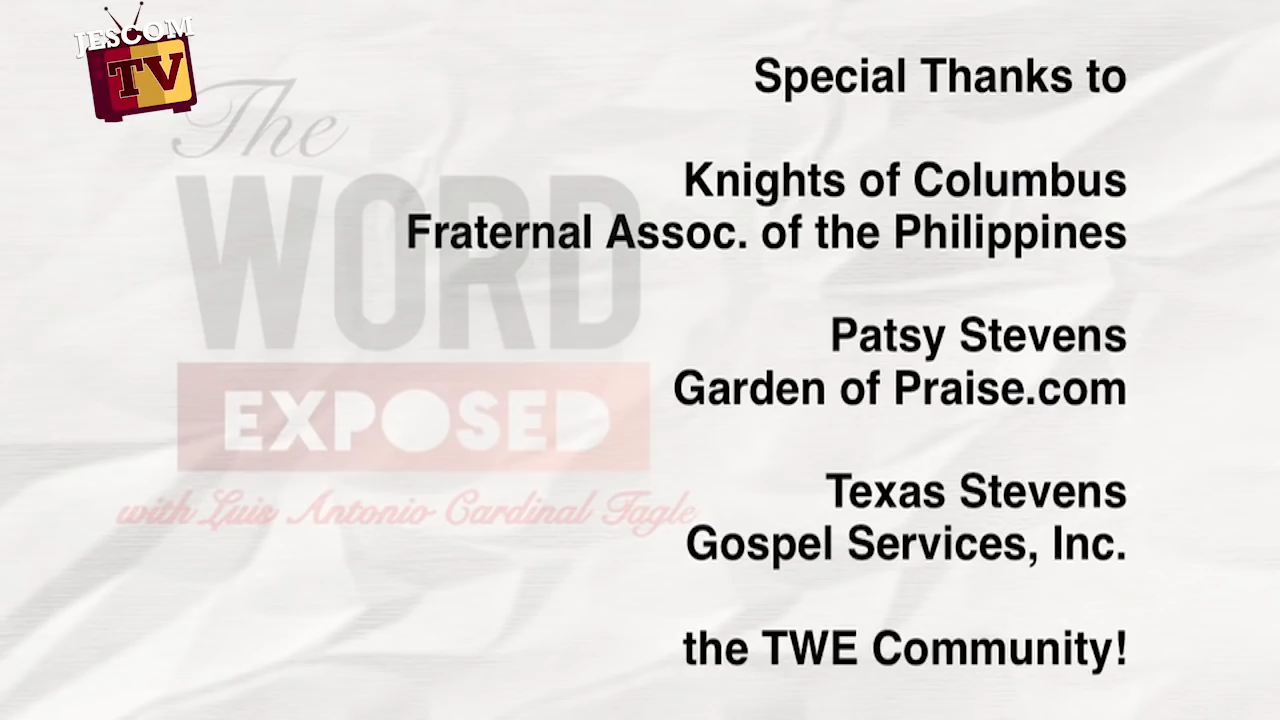 JESCOM
TV
The
WORD
EXPOSED
with Luis Antonio Cardinal Tagle
Special Thanks to
Knights of Columbus
Fraternal Assoc. of the Philippines
Patsy Stevens
Garden of Praise.com
Texas Stevens
Gospel Services, Inc.
the TWE Community!